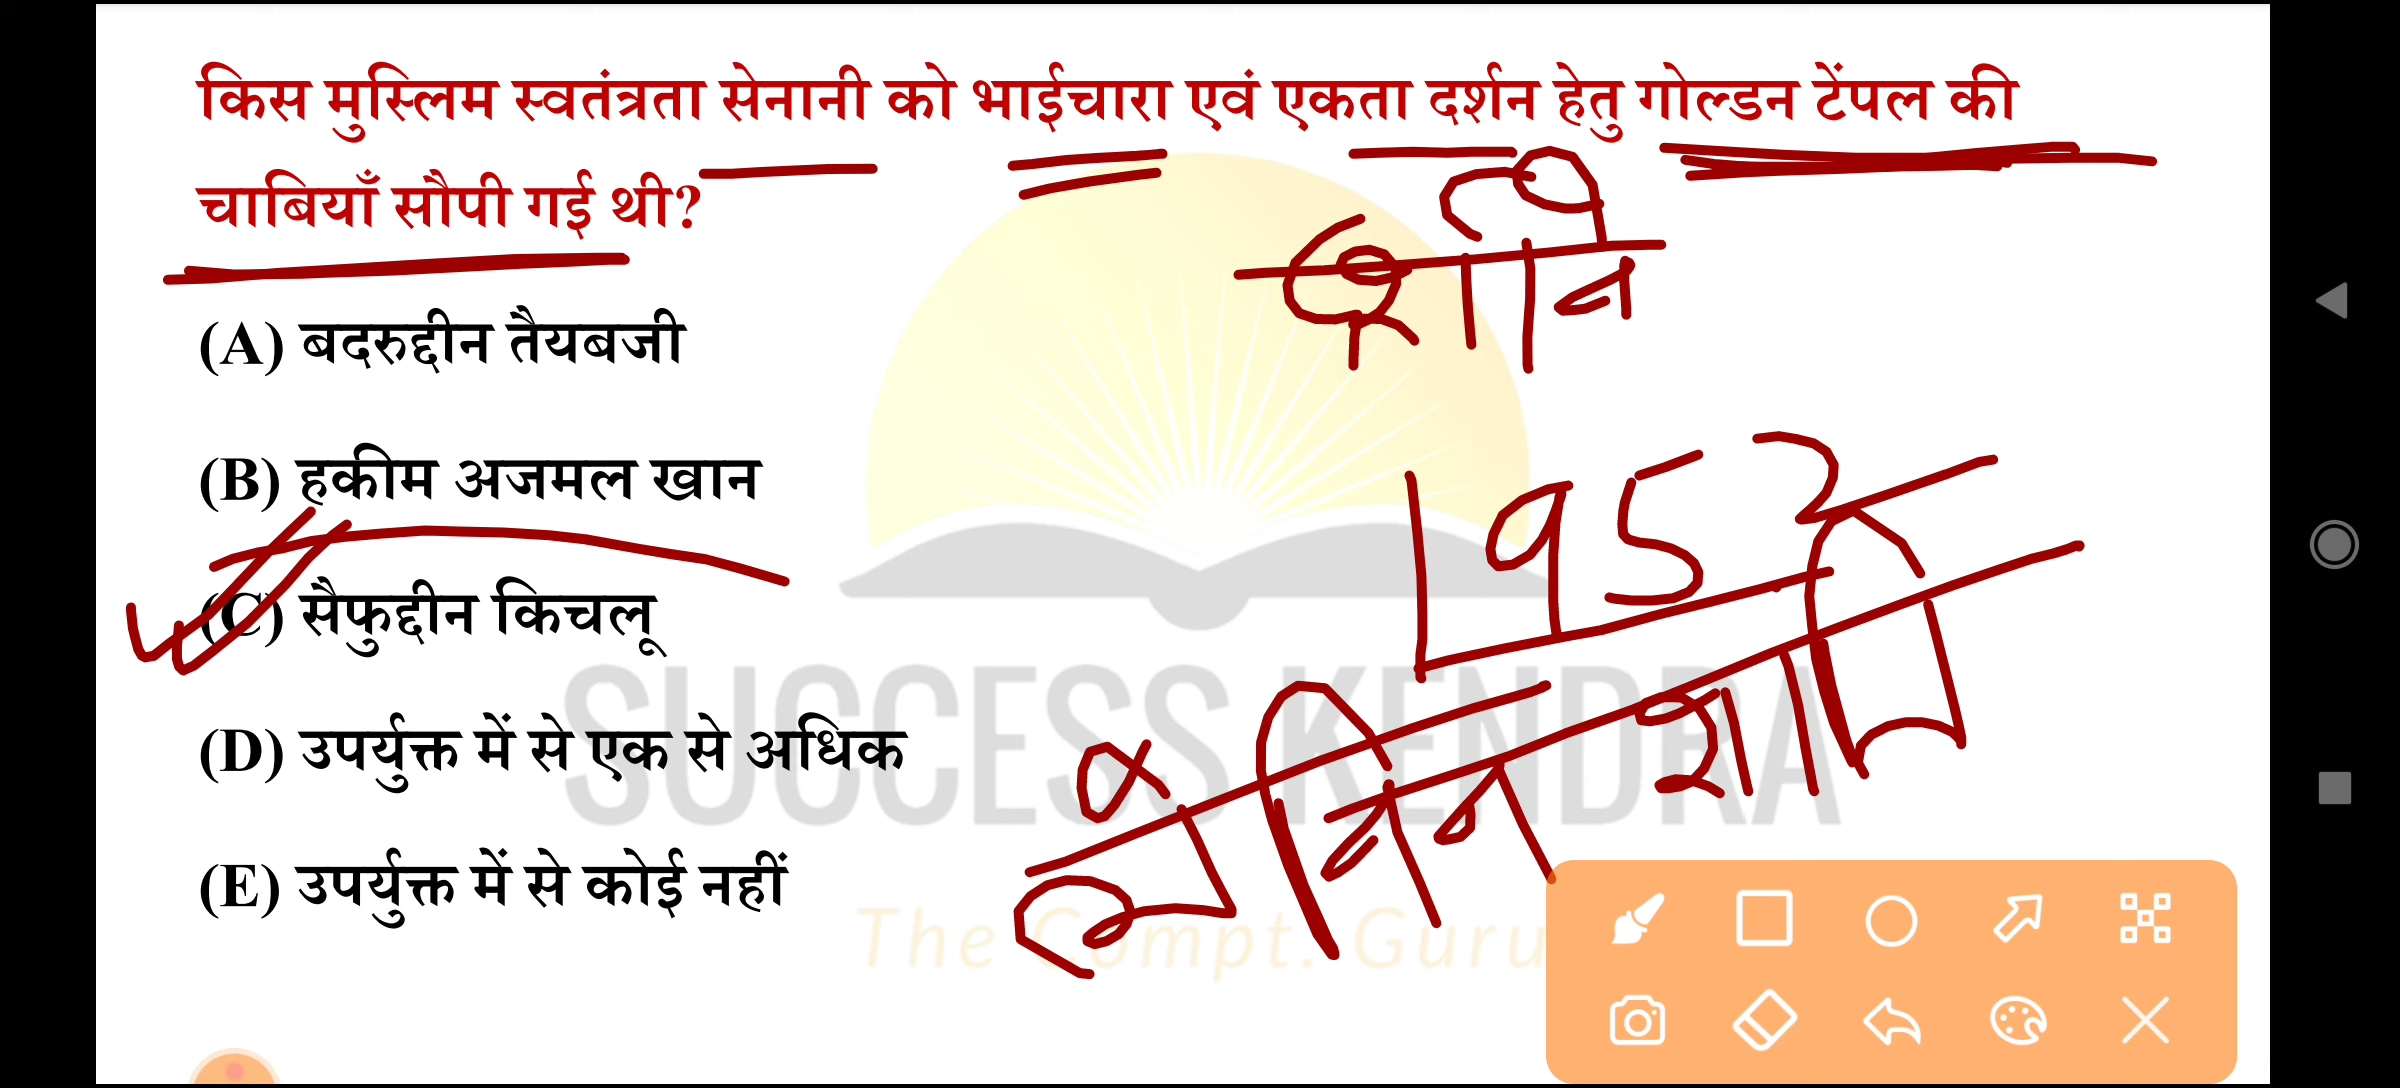 किस मुस्लिम स्वतंत्रता सेनानी को भाईचारा एवं एकता दर्शन हेतु गोल्डन टेंपल की
चाबियाँ सौपी गई थी?
(A) बदरुद्दीन तैयबजी
(B) हकीम अजमल खान
(C) सैफुद्दीन किचलू
(D) उपर्युक्त में से एक से अधिक
(E) उपर्युक्त में से कोई नहीं
1952
SUCCESS KENDRA
The Compt. Guru